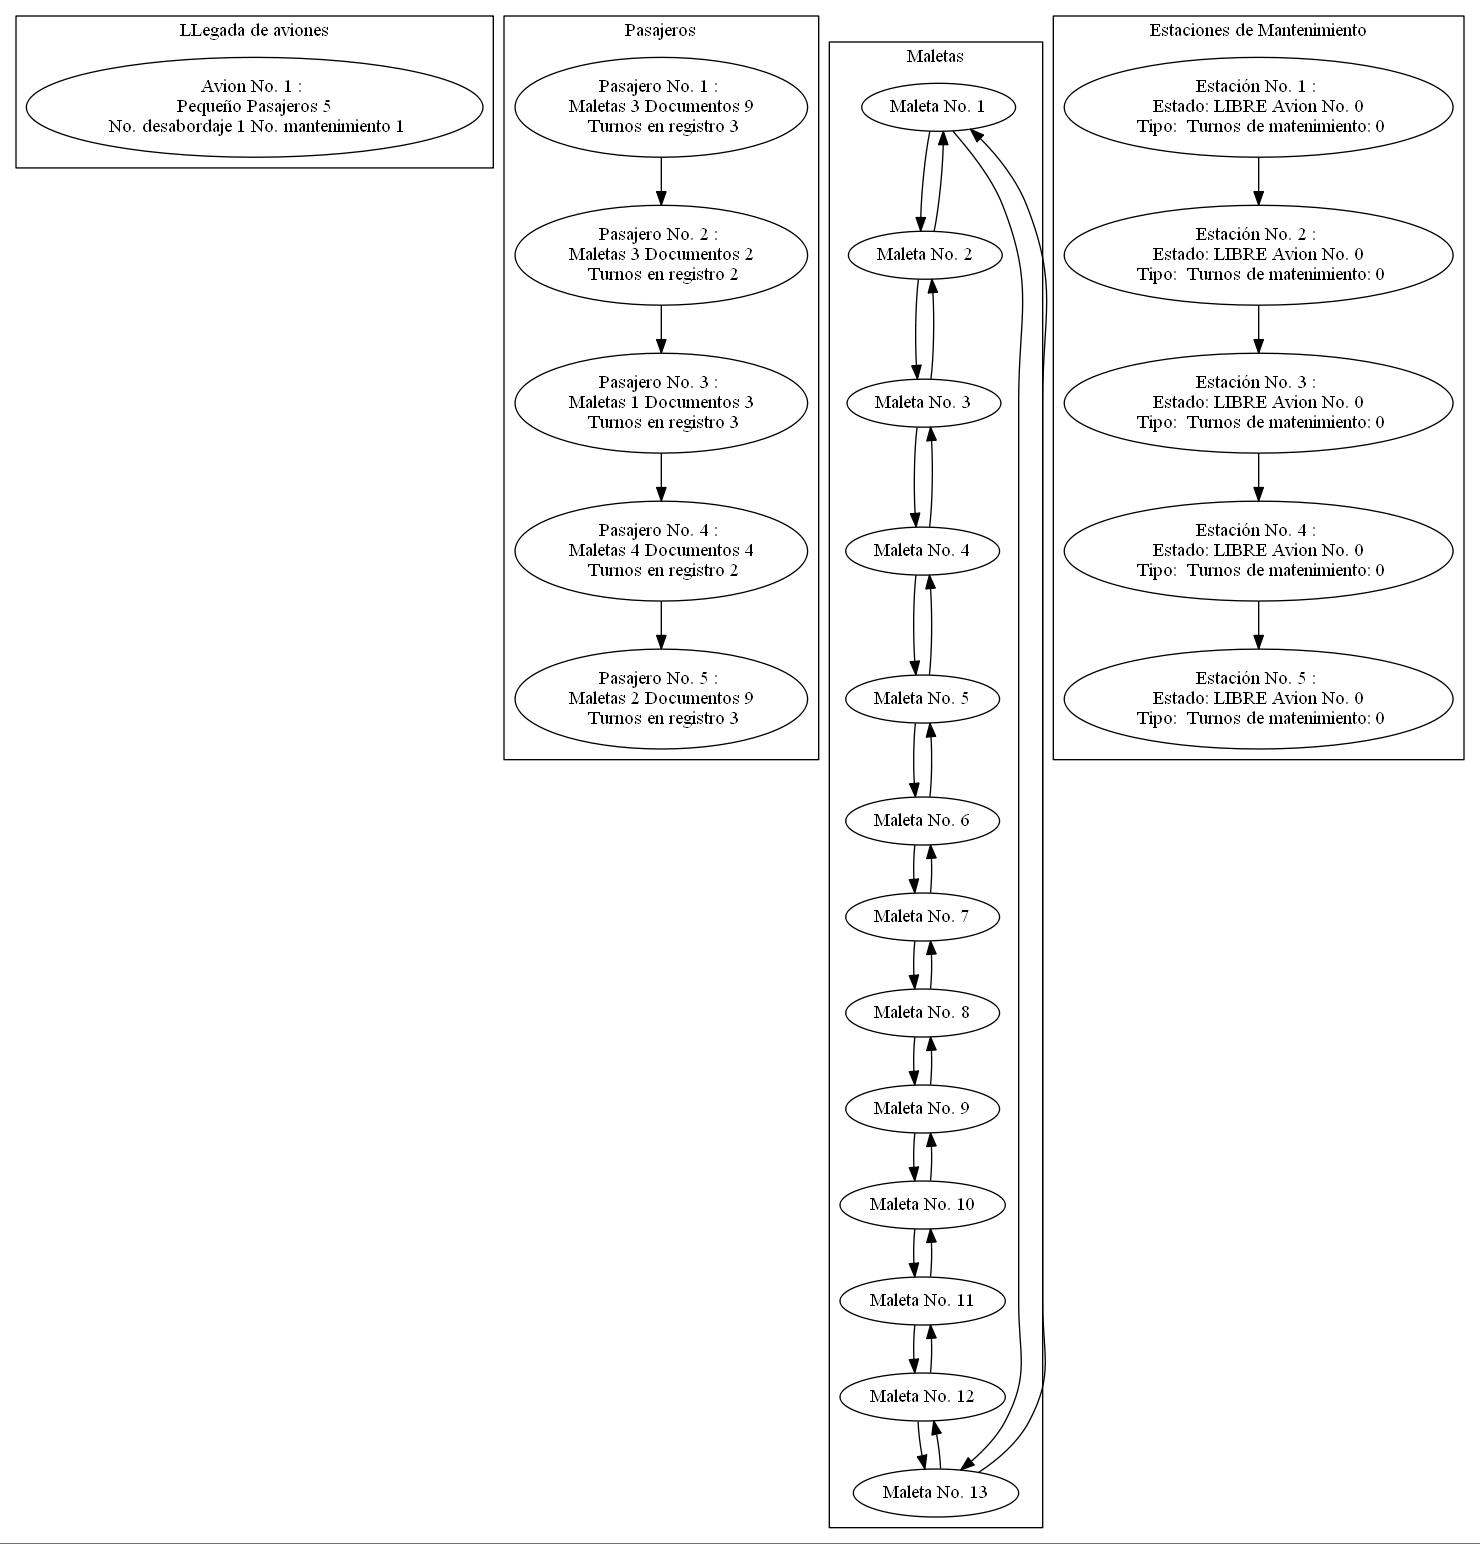 LLegada de aviones
Avion No. 1 :
Pequeño Pasajeros 5
No. desabordaje 1 No. mantenimiento 1
Pasajeros
Pasajero No. 1 :
Maletas 3 Documentos 9
Turnos en registro 3
Pasajero No. 2 :
Maletas 3 Documentos 2
Turnos en registro 2
Pasajero No. 3 :
Maletas 1 Documentos 3
Turnos en registro 3
Pasajero No. 4 :
Maletas 4 Documentos 4
Turnos en registro 2
Pasajero No. 5 :
Maletas 2 Documentos 9
Turnos en registro 3
Maletas
Maleta No. 1
Maleta No. 2
Maleta No. 3
Maleta No. 4
Maleta No. 5
Maleta No. 6
Maleta No. 7
Maleta No. 8
Maleta No. 9
Maleta No. 10
Maleta No. 11
Maleta No. 12
Maleta No. 13
Estaciones de Mantenimiento
Estación No. 1 :
Estado: LIBRE Avion No. 0
Tipo:  Turnos de matenimiento: 0
Estación No. 2 :
Estado: LIBRE Avion No. 0
Tipo:  Turnos de matenimiento: 0
Estación No. 3 :
Estado: LIBRE Avion No. 0
Tipo:  Turnos de matenimiento: 0
Estación No. 4 :
Estado: LIBRE Avion No. 0
Tipo:  Turnos de matenimiento: 0
Estación No. 5 :
Estado: LIBRE Avion No. 0
Tipo:  Turnos de matenimiento: 0